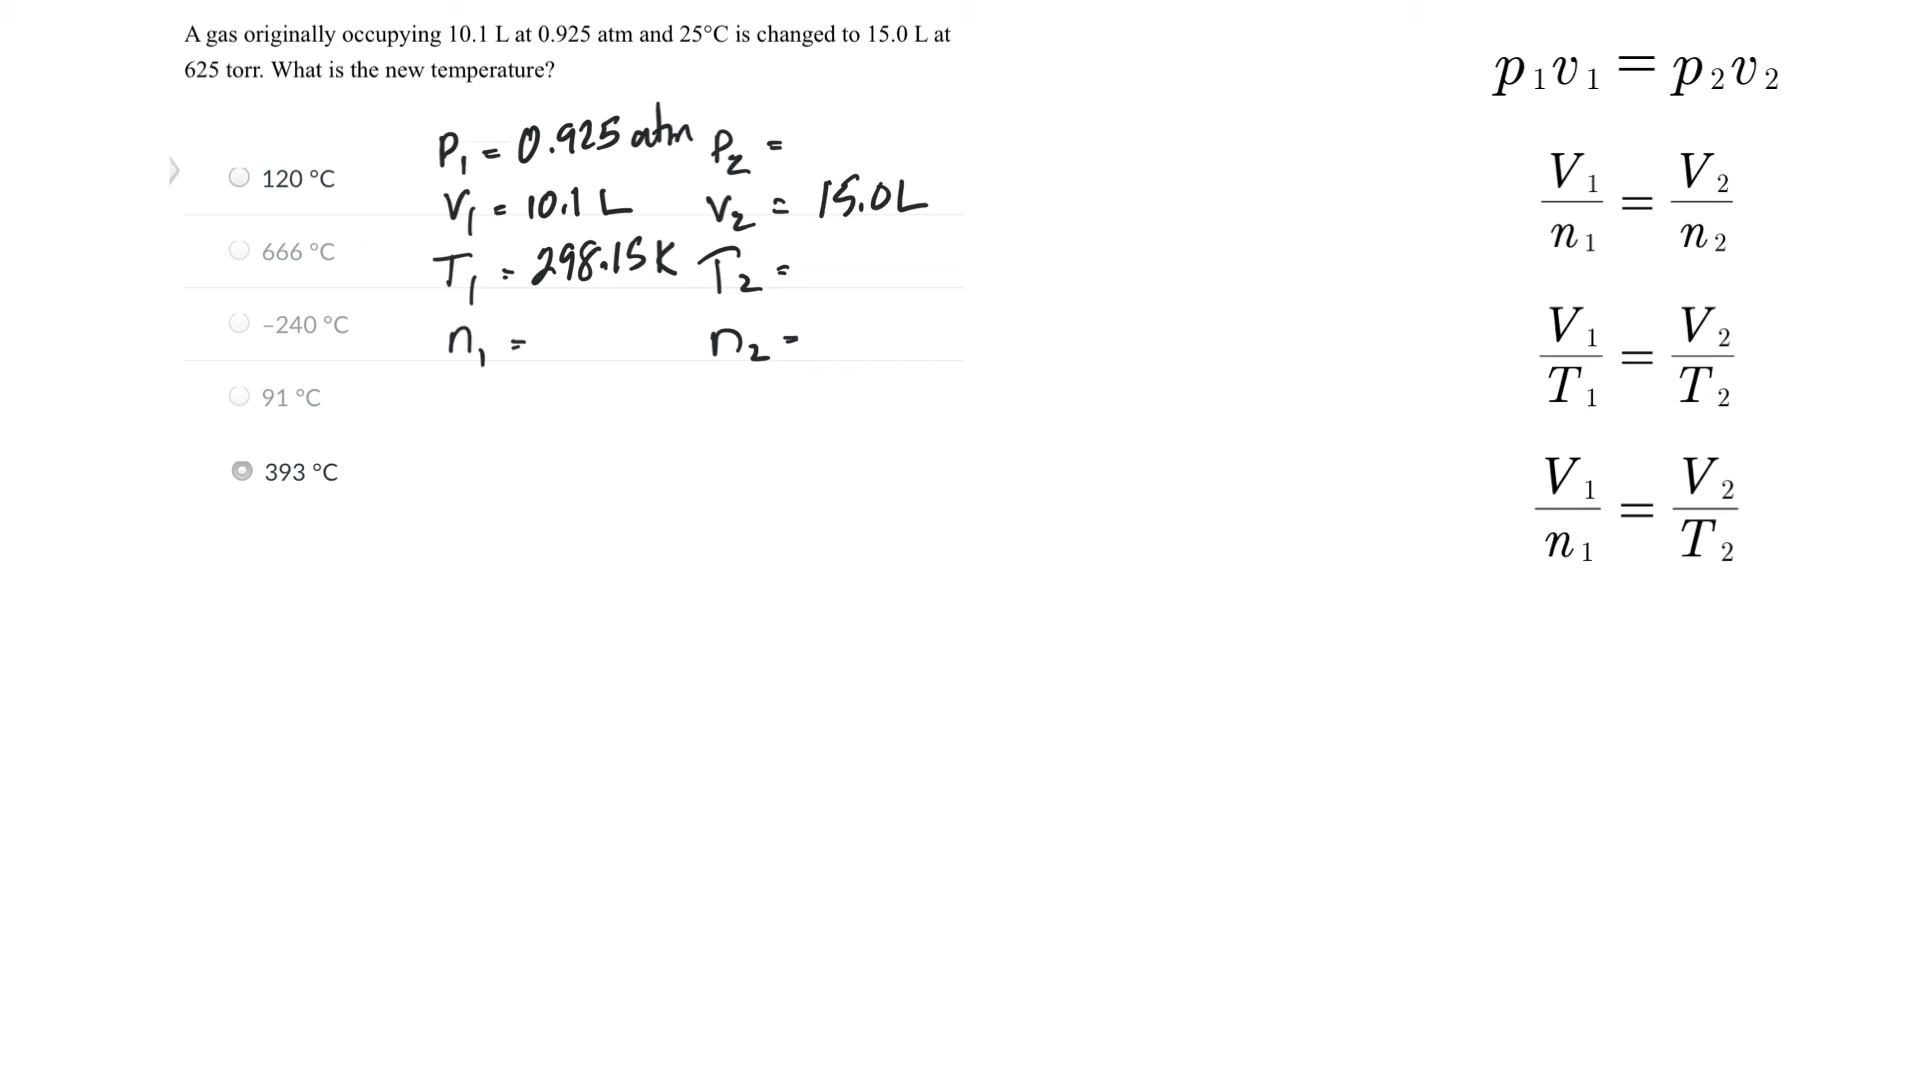 A gas originally occupying 10.1 L at 0.925 atm and 25°C is changed to 15.0 L at
625 torr. What is the new temperature?
P₁ = 0.925 atm P₂ =
V₁ = 10.1 L V₂ = 15.0L
T₁ = 298.15K T₂ =
n₁ = n₂ =
120 °C
666 °C
–240 °C
91 °C
393 °C
p₁v₁ = p₂v₂
V₁/n₁ = V₂/n₂
V₁/T₁ = V₂/T₂
V₁/n₁ = V₂/T₂